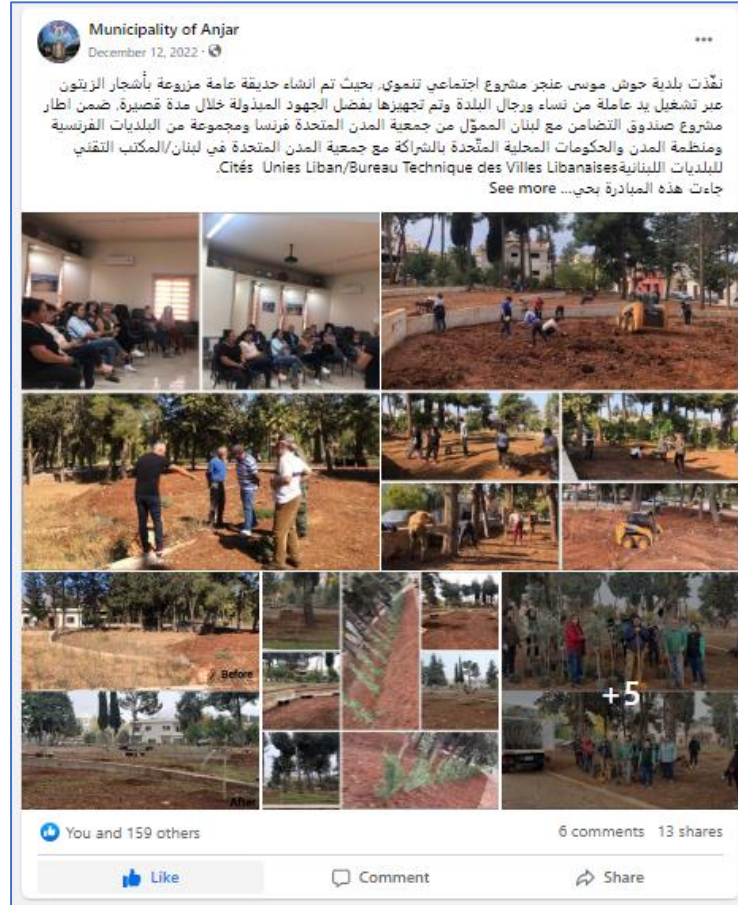 Municipality of Anjar
December 12, 2022 ·
نفّذت بلدية حوش موسى عنجر مشروع اجتماعي تنموي، بحيث تم انشاء حديقة عامة مزروعة بأشجار الزيتون
عبر تشغيل يد عاملة من نساء ورجال البلدة وتم تجهيزها بفضل الجهود المبذولة خلال مدة قصيرة، ضمن اطار
مشروع صندوق التضامن مع لبنان المموّل من جمعية المدن المتحدة فرنسا ومجموعة من البلديات الفرنسية
ومنظمة المدن والحكومات المحلية المتّحدة بالشراكة مع جمعية المدن المتحدة في لبنان/المكتب التقني
للبلديات اللبنانيةCités Unies Liban/Bureau Technique des Villes Libanaises.
جاءت هذه المبادرة بحي... See more
Before
After
+5
You and 159 others
6 comments 13 shares
Like
Comment
Share